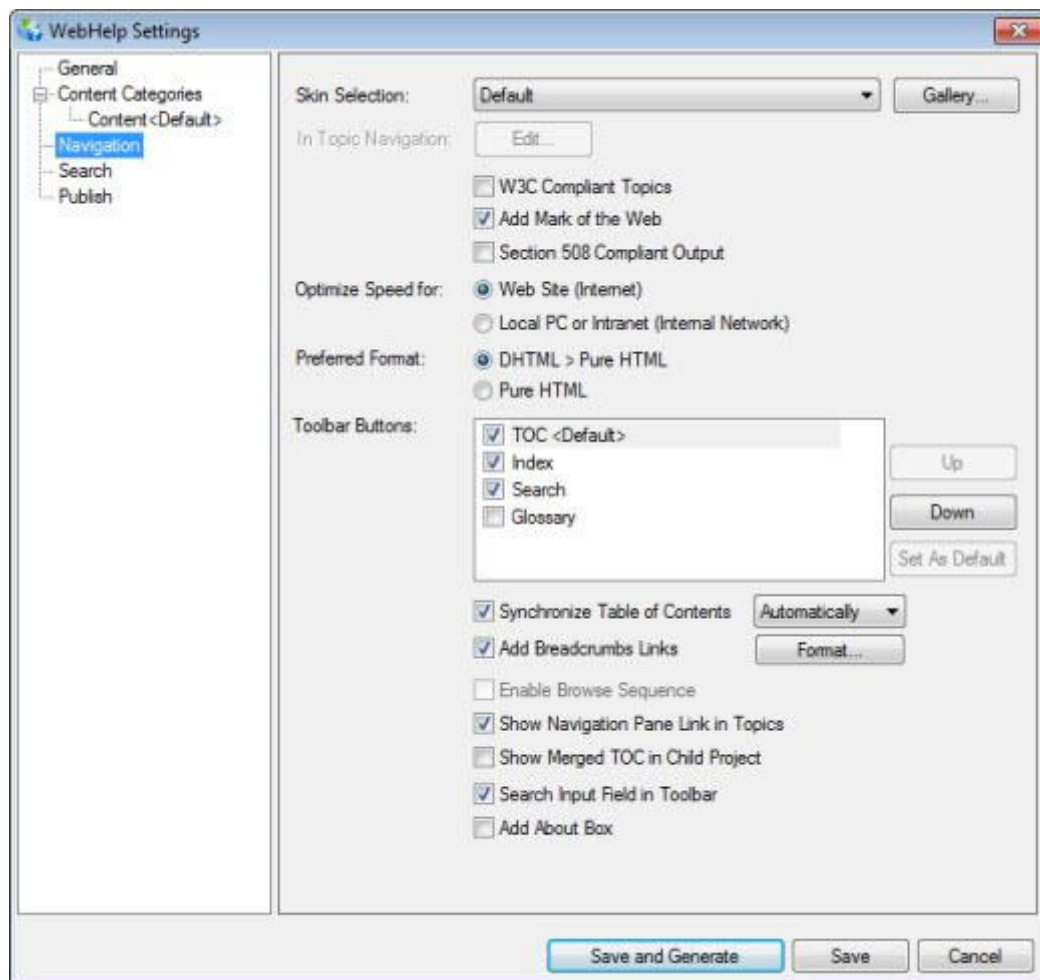 WebHelp Settings
General
Content Categories
Content<Default>
Navigation
Search
Publish
Skin Selection: Default Gallery...
In Topic Navigation: Edit...
W3C Compliant Topics
Add Mark of the Web
Section 508 Compliant Output
Optimize Speed for: Web Site (Internet)
Local PC or Intranet (Internal Network)
Preferred Format: DHTML > Pure HTML
Pure HTML
Toolbar Buttons: TOC <Default>
Index
Search
Glossary
Up
Down
Set As Default
Synchronize Table of Contents Automatically
Add Breadcrumbs Links Format...
Enable Browse Sequence
Show Navigation Pane Link in Topics
Show Merged TOC in Child Project
Search Input Field in Toolbar
Add About Box
Save and Generate Save Cancel